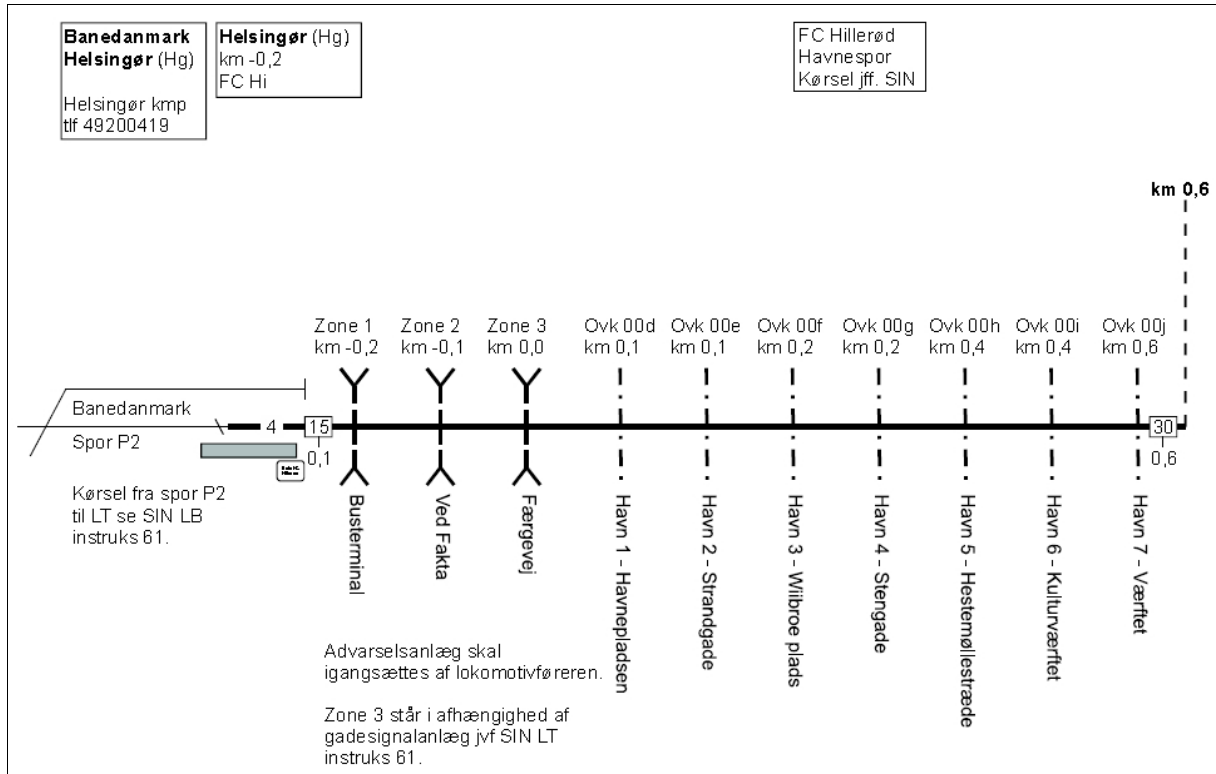 Banedanmark
Helsingør (Hg)
Helsingør kmp
tlf 49200419
Helsingør (Hg)
km -0,2
FC Hi
FC Hillerød
Havnespor
Kørsel jff. SIN
km 0,6
Zone 1
km -0,2
Zone 2
km -0,1
Zone 3
km 0,0
Ovk 00d
km 0,1
Ovk 00e
km 0,1
Ovk 00f
km 0,2
Ovk 00g
km 0,2
Ovk 00h
km 0,4
Ovk 00i
km 0,4
Ovk 00j
km 0,6
Banedanmark
4
15
30
Spor P2
0,1
0,6
Kørsel fra spor P2
til LT se SIN LB
instruks 61.
Busterminal
Ved Fakta
Færgevej
Havn 1 - Havnepladsen
Havn 2 - Strandgade
Havn 3 - Wiibroe plads
Havn 4 - Stengade
Havn 5 - Hestemøllestræde
Havn 6 - Kulturværftet
Havn 7 - Værftet
Advarselsanlæg skal
igangsættes af lokomotivføreren.
Zone 3 står i afhængighed af
gadesignalanlæg jvf SIN LT
instruks 61.